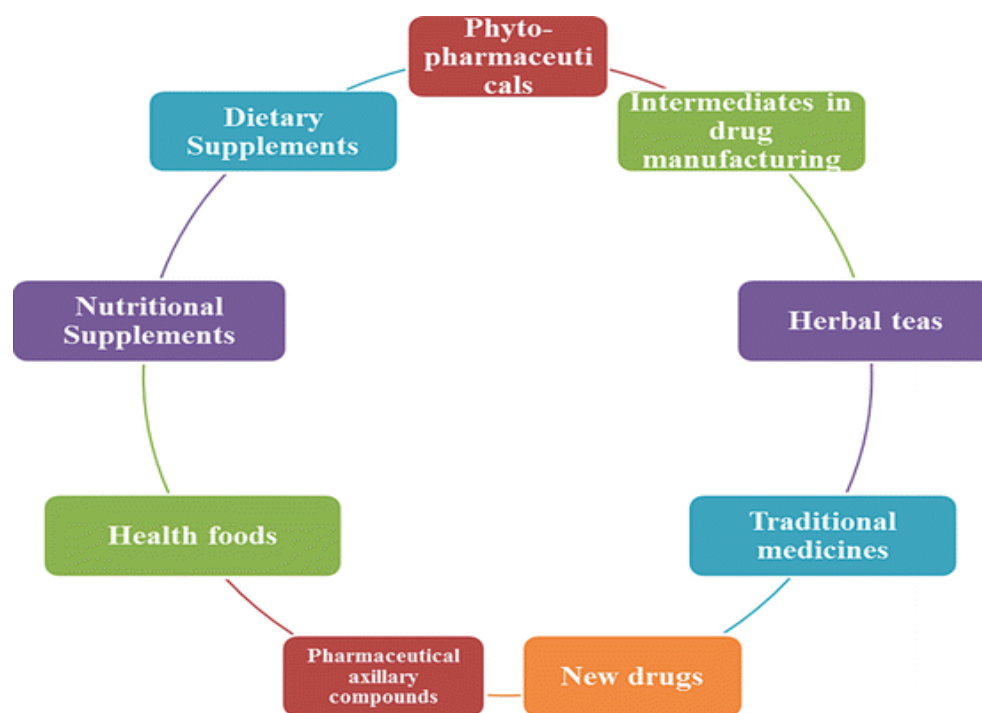 Phyto-
pharmaceuti
cals
Intermediates in
drug
manufacturing
Herbal teas
Traditional
medicines
New drugs
Pharmaceutical
axillary
compounds
Health foods
Nutritional
Supplements
Dietary
Supplements